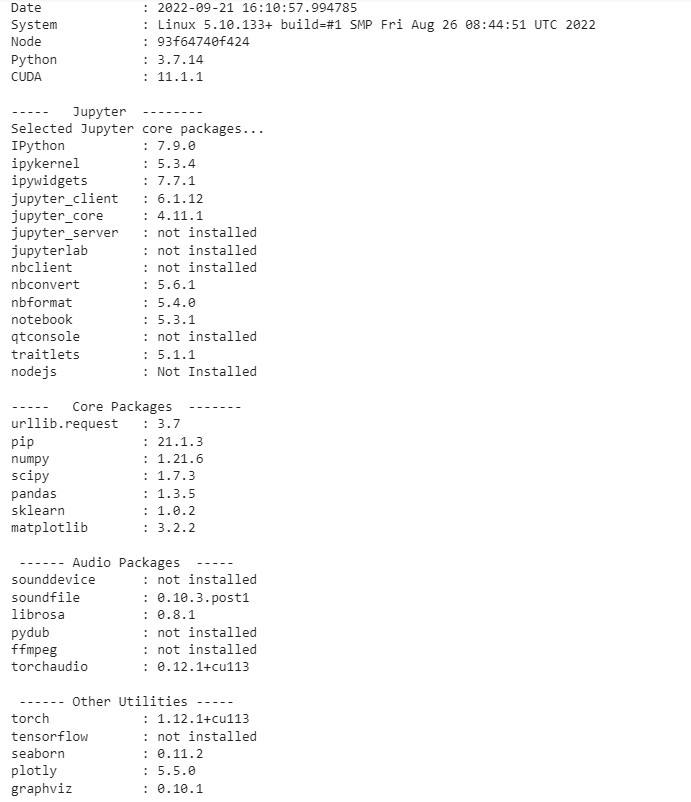 Date : 2022-09-21 16:10:57.994785
System : Linux 5.10.133+ build=#1 SMP Fri Aug 26 08:44:51 UTC 2022
Node : 93f64740f424
Python : 3.7.14
CUDA : 11.1.1
----- Jupyter --------
Selected Jupyter core packages...
IPython : 7.9.0
ipykernel : 5.3.4
ipywidgets : 7.7.1
jupyter_client : 6.1.12
jupyter_core : 4.11.1
jupyter_server : not installed
jupyterlab : not installed
nbclient : not installed
nbconvert : 5.6.1
nbformat : 5.4.0
notebook : 5.3.1
qtconsole : not installed
traitlets : 5.1.1
nodejs : Not Installed
----- Core Packages -------
urllib.request : 3.7
pip : 21.1.3
numpy : 1.21.6
scipy : 1.7.3
pandas : 1.3.5
sklearn : 1.0.2
matplotlib : 3.2.2
------ Audio Packages -----
sounddevice : not installed
soundfile : 0.10.3.post1
librosa : 0.8.1
pydub : not installed
ffmpeg : not installed
torchaudio : 0.12.1+cu113
------ Other Utilities -----
torch : 1.12.1+cu113
tensorflow : not installed
seaborn : 0.11.2
plotly : 5.5.0
graphviz : 0.10.1